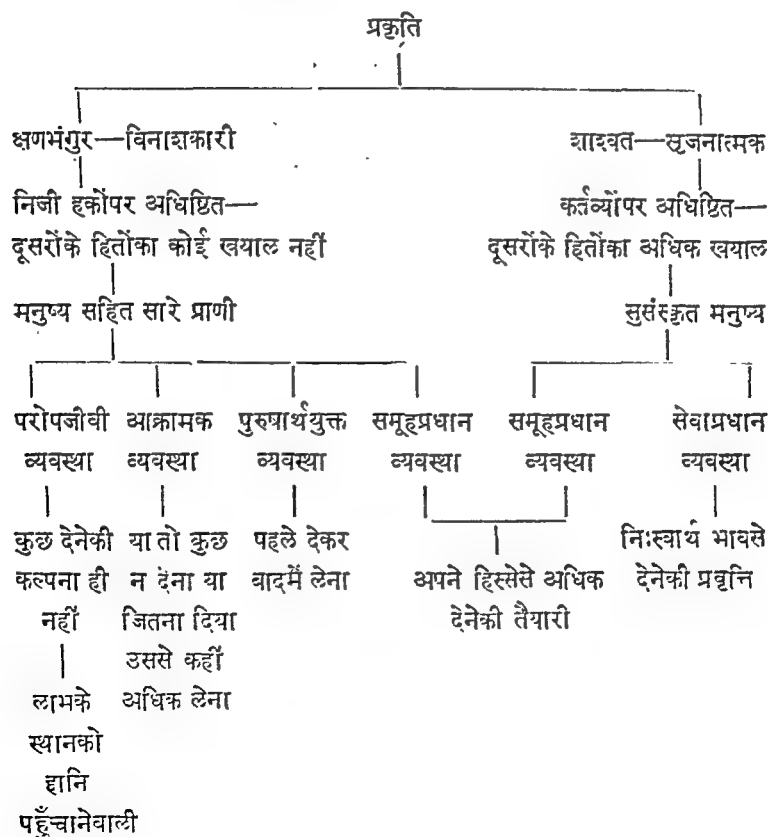 प्रकृति
क्षणभंगुर—विनाशकारी
शाश्वत—सृजनात्मक
निजी हकोंपर अधिष्ठित—
दूसरोंके हितोंका कोई खयाल नहीं
कर्तव्योंपर अधिष्ठित—
दूसरोंके हितोंका अधिक खयाल
मनुष्य सहित सारे प्राणी
सुसंस्कृत मनुष्य
परोपजीवी
व्यवस्था
आक्रामक
व्यवस्था
पुरुषार्थयुक्त
व्यवस्था
समूहप्रधान
व्यवस्था
समूहप्रधान
व्यवस्था
सेवाप्रधान
व्यवस्था
कुछ देनेकी
कल्पना ही
नहीं
लाभके
स्थानको
हानि
पहुँचानेवाली
या तो कुछ
न देना या
जितना दिया
उससे कहीं
अधिक लेना
पहले देकर
बादमें लेना
अपने हिस्सेसे अधिक
देनेकी तैयारी
निःस्वार्थ भावसे
देनेकी प्रवृत्ति